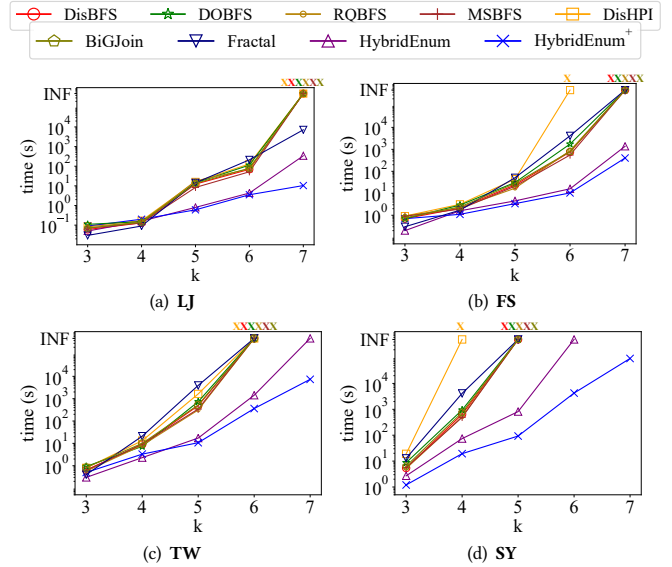 DisBFS DOBFS RQBFS MSBFS DisHPI
BiGJoin Fractal HybridEnum HybridEnum+
XXXXXX
INF
10^4
10^3
10^2
10^1
10^0
10^-1
time (s)
3 4 5 6 7
k
(a) LJ
X XXXXX
INF
10^4
10^3
10^2
10^1
10^0
time (s)
3 4 5 6 7
k
(b) FS
XXXXXX
INF
10^4
10^3
10^2
10^1
10^0
time (s)
3 4 5 6 7
k
(c) TW
X XXXXX
INF
10^4
10^3
10^2
10^1
10^0
time (s)
3 4 5 6 7
k
(d) SY